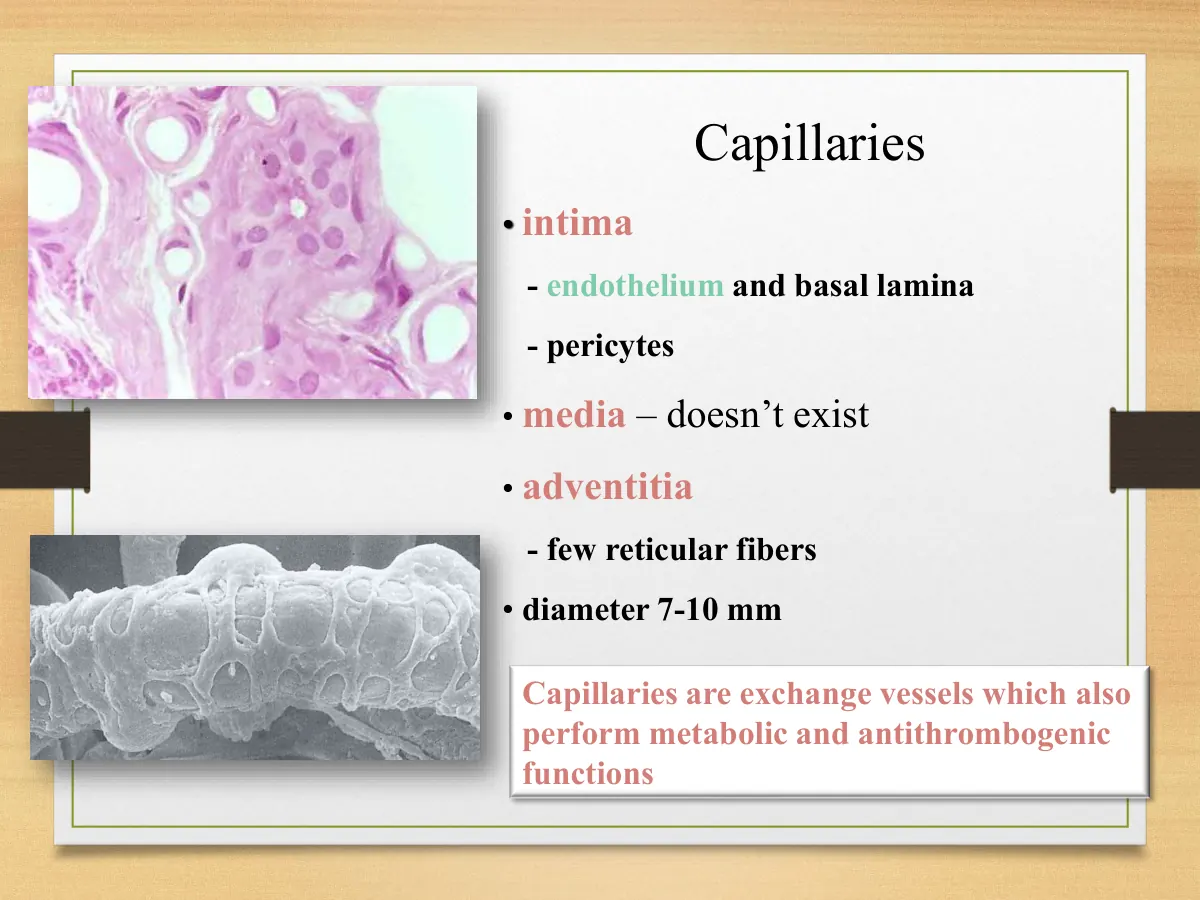 Capillaries
• intima
- endothelium and basal lamina
- pericytes
• media – doesn’t exist
• adventitia
- few reticular fibers
• diameter 7-10 mm
Capillaries are exchange vessels which also
perform metabolic and antithrombogenic
functions